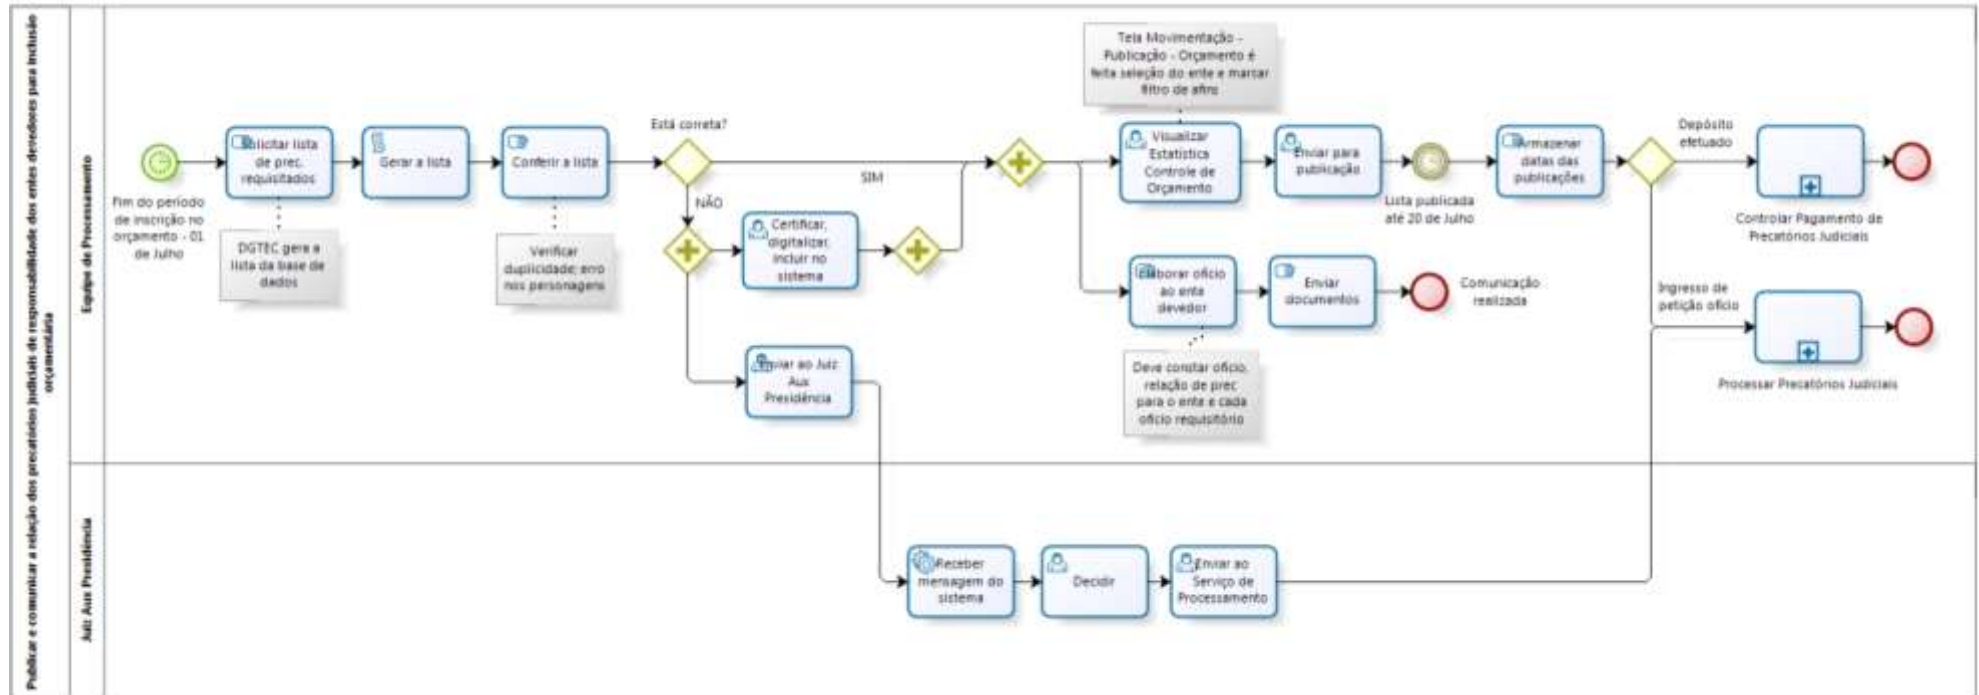 Publicar e comunicar a relação dos precatórios judiciais de responsabilidade dos entes deredores para inclusão
orçamentária
Equipe de Processamento
Juiz Aux Presidência
Fim do período
de inscrição no
orçamento - 01
de Julho
Solicitar lista
de prec.
requisitados
DGTEC gera a
lista da base de
dados
Gerar a lista
Conferir a lista
Verificar
duplicidade; erro
nos personagens
Está correta?
SIM
NÃO
Certificar,
digitalizar,
incluir no
sistema
Enviar ao Juiz
Aux
Presidência
Tela Movimentação -
Publicação - Orçamento é
feita seleção do ente e marcar
filtro de afins
Visualizar
Estatística
Controle de
Orçamento
Enviar para
publicação
Lista publicada
até 20 de Julho
Armazenar
datas das
publicações
Depósito
efetuado
Controlar Pagamento de
Precatórios Judiciais
Elaborar ofício
ao ente
devedor
Enviar
documentos
Comunicação
realizada
Deve constar ofício,
relação de prec
para o ente e cada
ofício requisitório
Ingresso de
petição ofício
Processar Precatórios Judiciais
Receber
mensagem do
sistema
Decidir
Enviar ao
Serviço de
Processamento